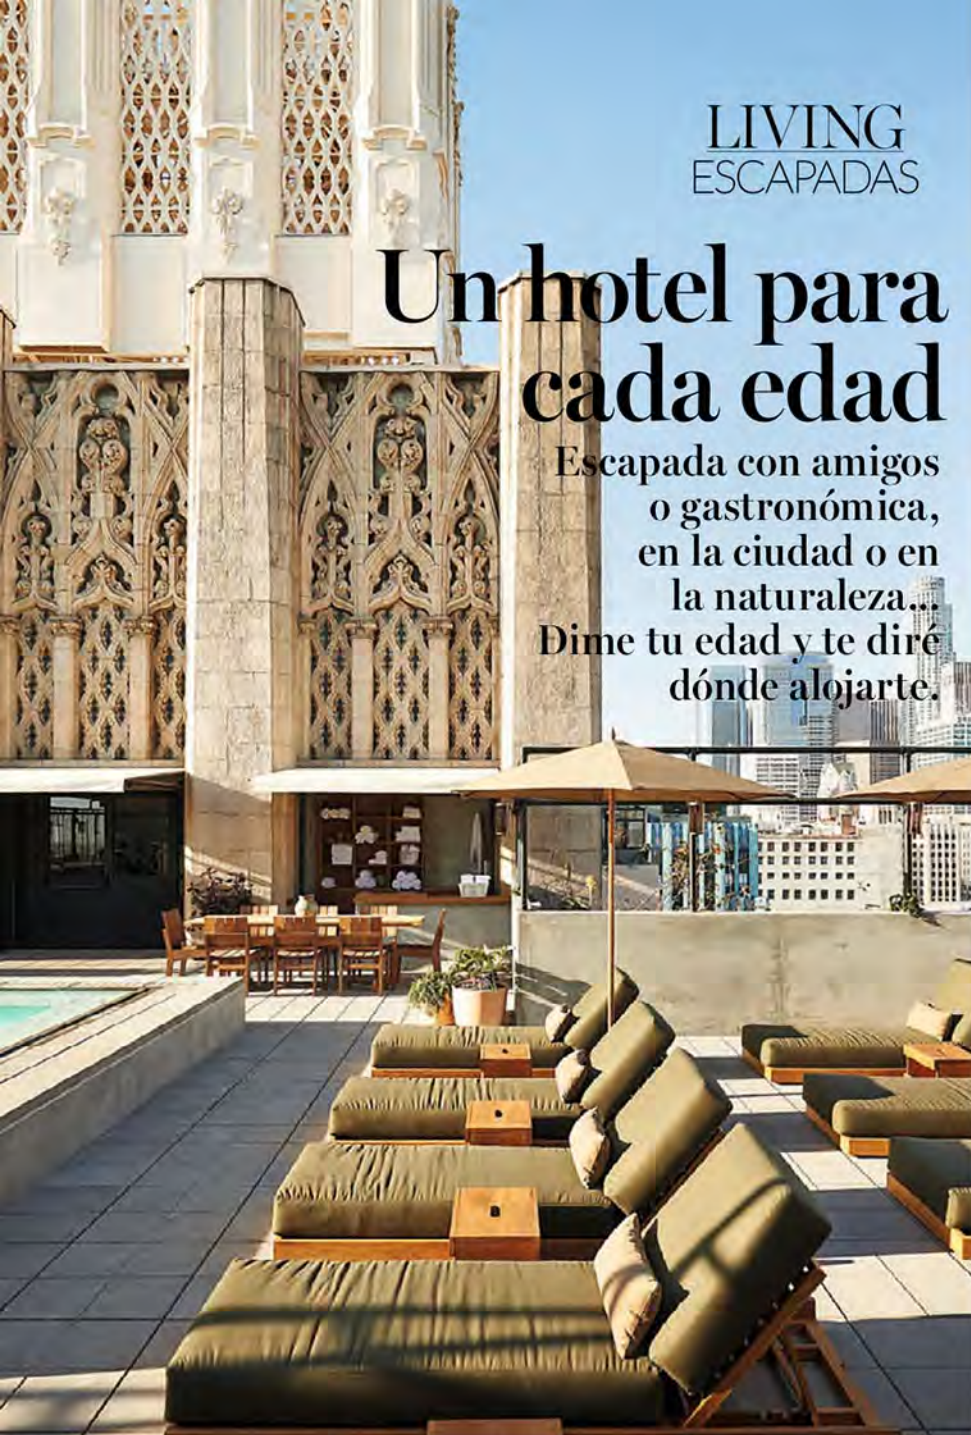 LIVING
ESCAPADAS
Un hotel para
cada edad
Escapada con amigos
o gastronómica,
en la ciudad o en
la naturaleza...
Dime tu edad y te diré
dónde alojarte.